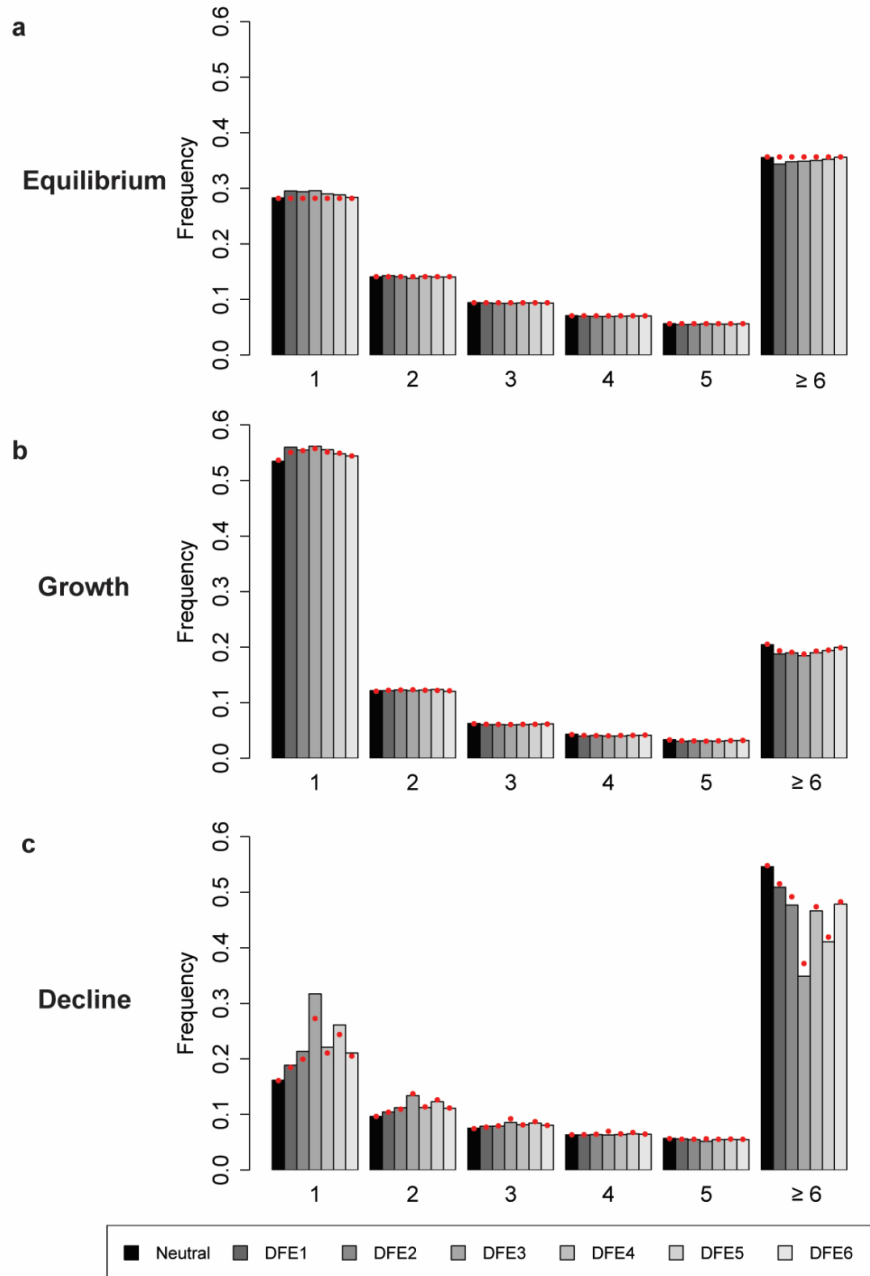 a
Equilibrium
Frequency
0.0 0.1 0.2 0.3 0.4 0.5 0.6
1 2 3 4 5 ≥ 6
b
Growth
Frequency
0.0 0.1 0.2 0.3 0.4 0.5 0.6
1 2 3 4 5 ≥ 6
c
Decline
Frequency
0.0 0.1 0.2 0.3 0.4 0.5 0.6
1 2 3 4 5 ≥ 6
Neutral DFE1 DFE2 DFE3 DFE4 DFE5 DFE6